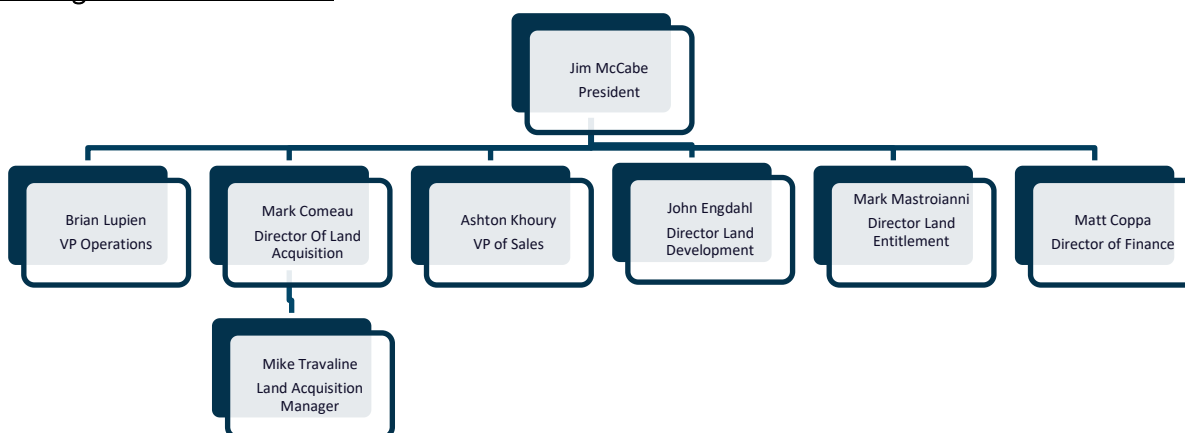 Jim McCabe
President
Brian Lupien
VP Operations
Mark Comeau
Director Of Land
Acquisition
Ashton Khoury
VP of Sales
John Engdahl
Director Land
Development
Mark Mastroianni
Director Land
Entitlement
Matt Coppa
Director of Finance
Mike Travaline
Land Acquisition
Manager